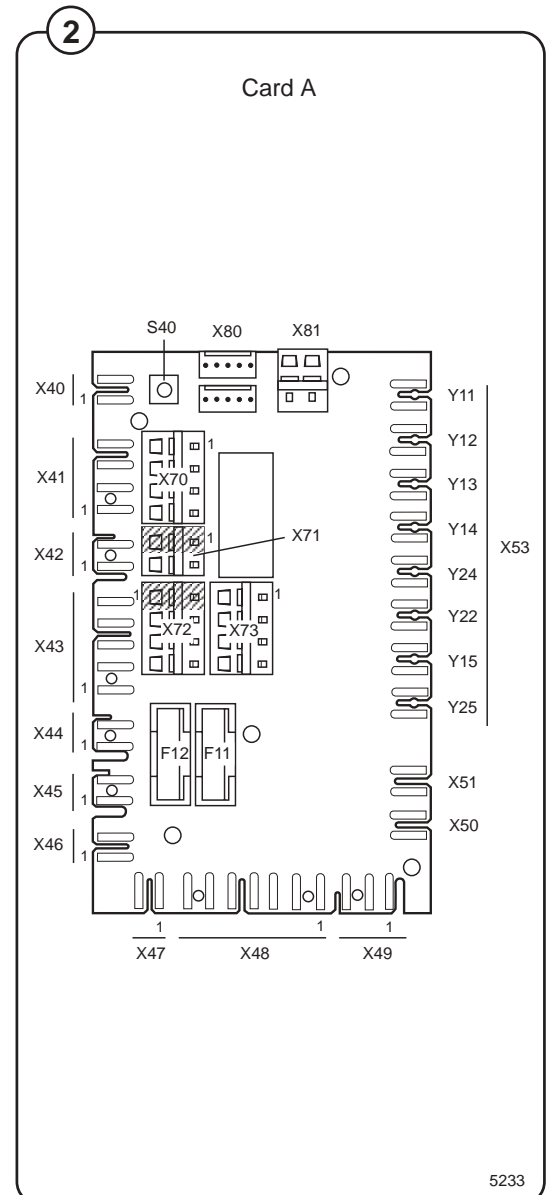 2
Card A
S40 X80 X81
X40 1 Y11
Y12
X41 1 X70 1 Y13
X42 1 1 X71 Y14 X53
X43 1 1 X72 X73 1 Y24
Y22
Y15
X44 1 F12 F11 Y25
X45 1 X51
X46 1 X50
1 1 1
X47 X48 X49
5233